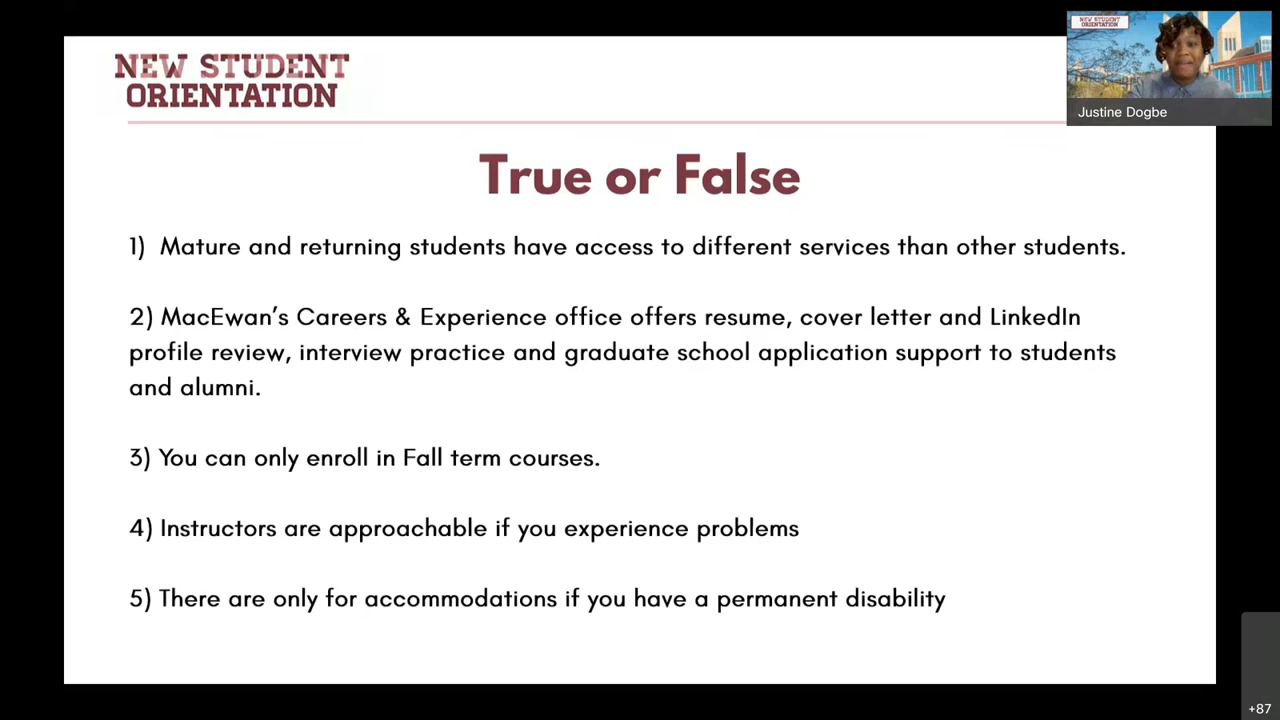 NEW STUDENT
ORIENTATION
NEW STUDENT
ORIENTATION
Justine Dogbe
True or False
1) Mature and returning students have access to different services than other students.
2) MacEwan's Careers & Experience office offers resume, cover letter and LinkedIn
profile review, interview practice and graduate school application support to students
and alumni.
3) You can only enroll in Fall term courses.
4) Instructors are approachable if you experience problems
5) There are only for accommodations if you have a permanent disability
+87